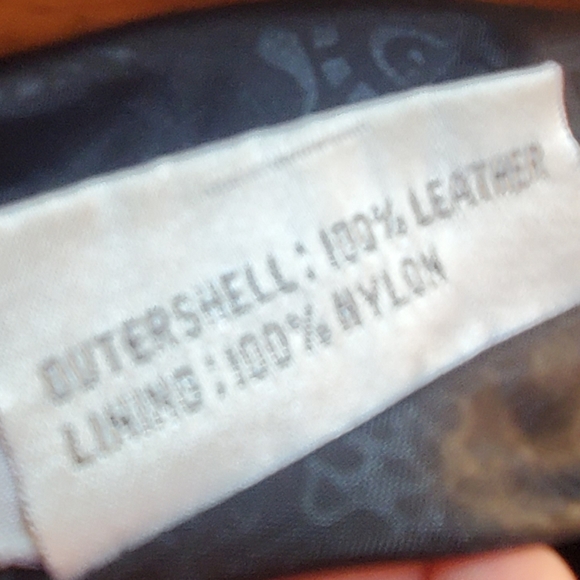 OUTERSHELL: 100% LEATHER
LINING: 100% NYLON